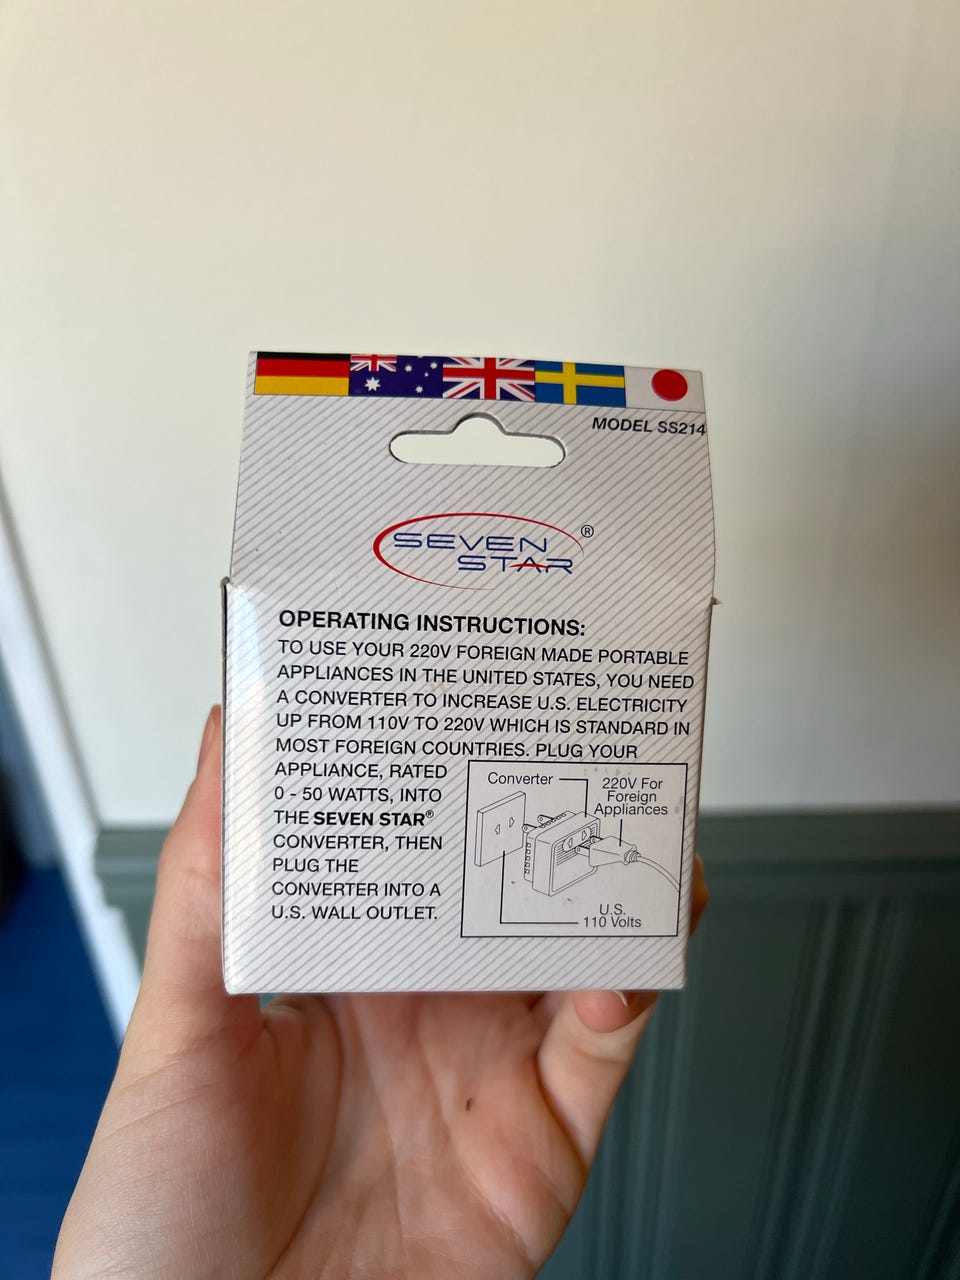 MODEL SS214
SEVEN
STAR®
OPERATING INSTRUCTIONS:
TO USE YOUR 220V FOREIGN MADE PORTABLE
APPLIANCES IN THE UNITED STATES, YOU NEED
A CONVERTER TO INCREASE U.S. ELECTRICITY
UP FROM 110V TO 220V WHICH IS STANDARD IN
MOST FOREIGN COUNTRIES. PLUG YOUR
APPLIANCE, RATED
0 - 50 WATTS, INTO
THE SEVEN STAR®
CONVERTER, THEN
PLUG THE
CONVERTER INTO A
U.S. WALL OUTLET.
Converter
220V For
Foreign
Appliances
U.S.
110 Volts